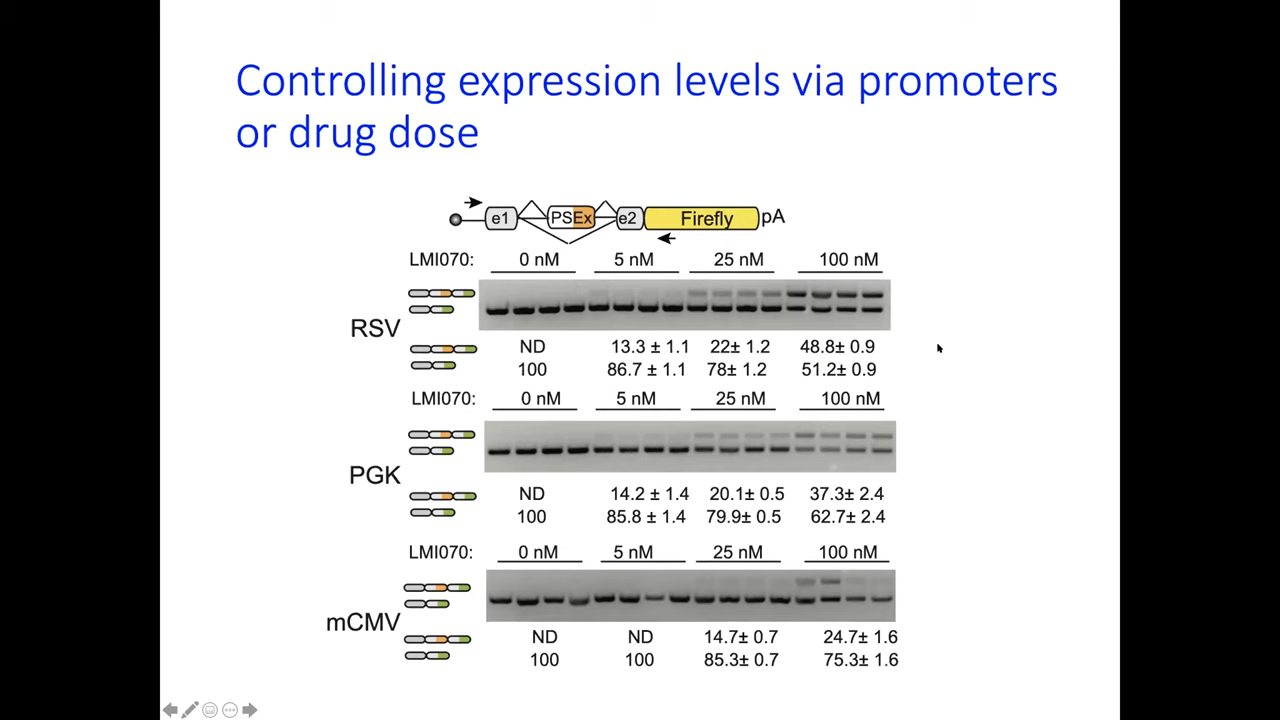 Controlling expression levels via promoters
or drug dose
e1 PSEx e2 Firefly pA
LMI070: 0 nM 5 nM 25 nM 100 nM
RSV
ND 13.3 ± 1.1 22± 1.2 48.8± 0.9
100 86.7 ± 1.1 78± 1.2 51.2± 0.9
LMI070: 0 nM 5 nM 25 nM 100 nM
PGK
ND 14.2 ± 1.4 20.1± 0.5 37.3± 2.4
100 85.8 ± 1.4 79.9± 0.5 62.7± 2.4
LMI070: 0 nM 5 nM 25 nM 100 nM
mCMV
ND ND 14.7± 0.7 24.7± 1.6
100 100 85.3± 0.7 75.3± 1.6